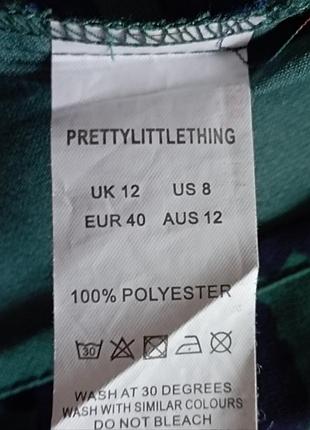 PRETTYLITTLETHING
UK 12 US 8
EUR 40 AUS 12
100% POLYESTER
30
WASH AT 30 DEGREES
WASH WITH SIMILAR COLOURS
DO NOT BLEACH